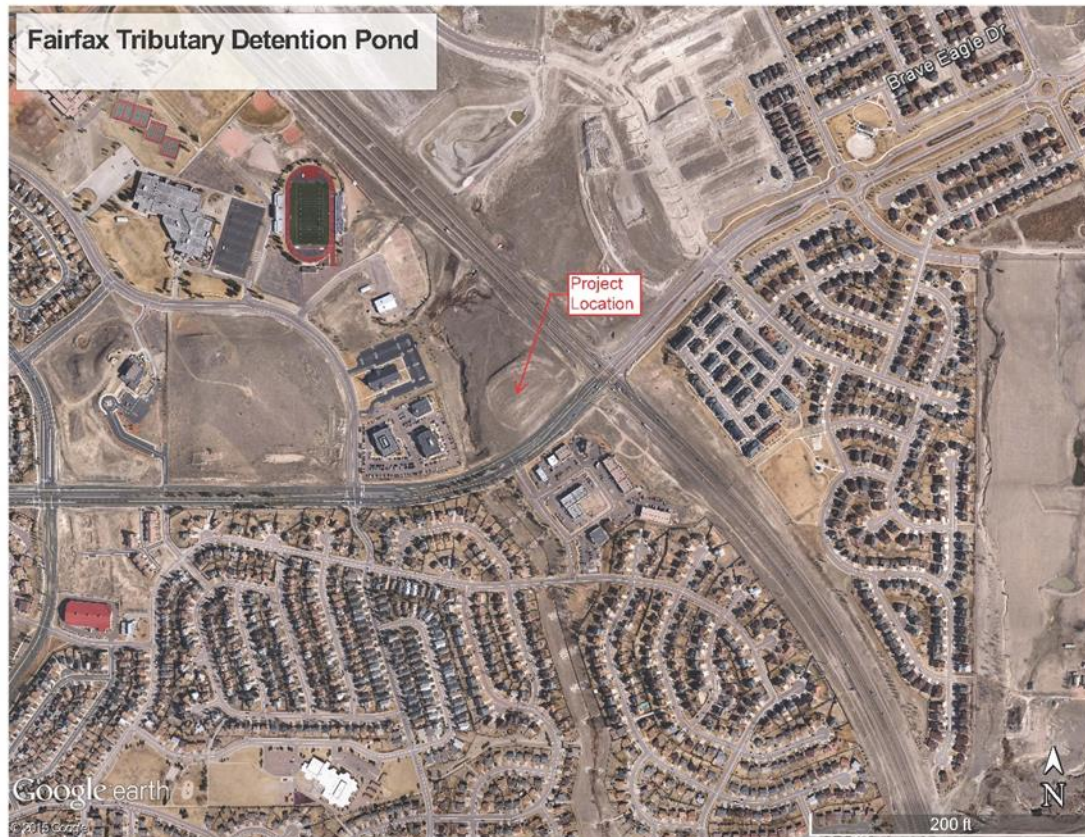 Fairfax Tributary Detention Pond
Brave Eagle Dr
Project
Location
Google earth
© 2015 Google
N
200 ft